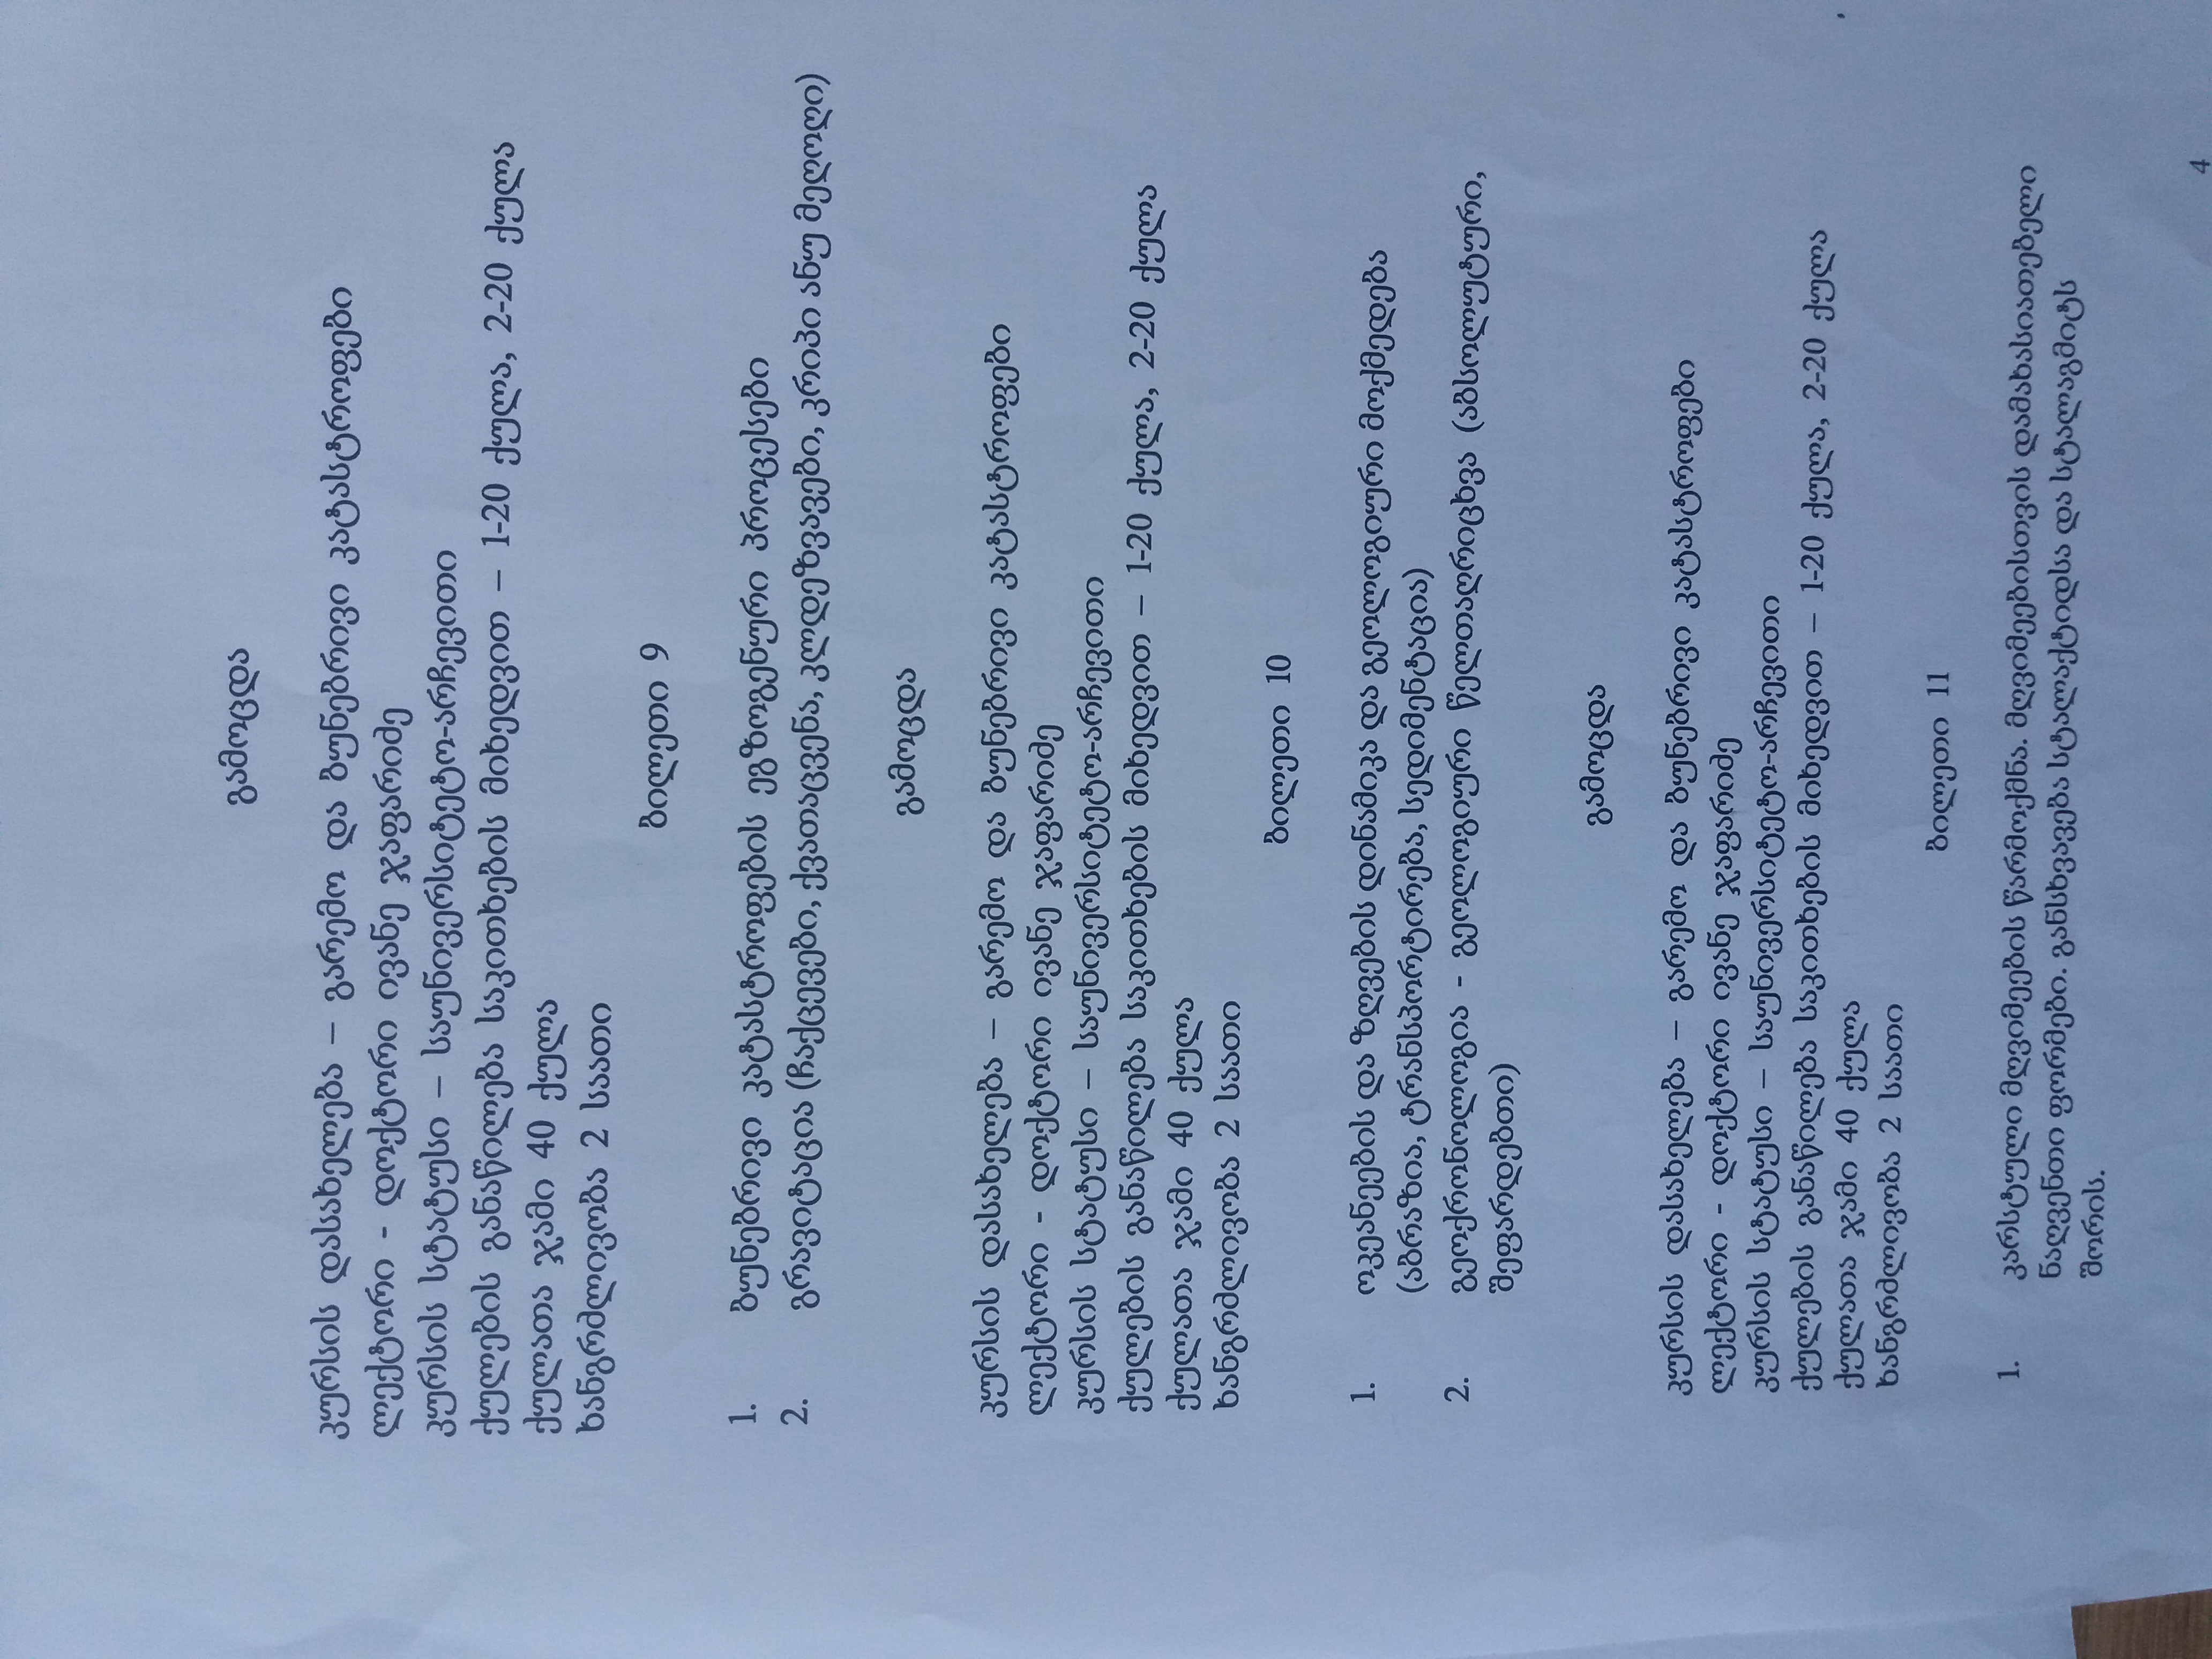 გამოცდა
კურსის დასახელება – გარემო და ბუნებრივი კატასტროფები
ლექტორი - დოქტორი ივანე ჯაფარიძე
კურსის სტატუსი – საუნივერსიტეტო-არჩევითი
ქულების განაწილება საკითხების მიხედვით – 1-20 ქულა, 2-20 ქულა
ქულათა ჯამი 40 ქულა
ხანგრძლივობა 2 საათი
ბილეთი 9
1. ბუნებრივი კატასტროფების ეგზოგენური პროცესები
2. გრავიტაცია (ჩაქცევები, ქვათაცვენა, კლდეზვავები, კრიპი ანუ მეღოღი)
გამოცდა
კურსის დასახელება – გარემო და ბუნებრივი კატასტროფები
ლექტორი - დოქტორი ივანე ჯაფარიძე
კურსის სტატუსი – საუნივერსიტეტო-არჩევითი
ქულების განაწილება საკითხების მიხედვით – 1-20 ქულა, 2-20 ქულა
ქულათა ჯამი 40 ქულა
ხანგრძლივობა 2 საათი
ბილეთი 10
1. ოკეანეების და ზღვების დინამიკა და გეოლოგიური მოქმედება
(აბრაზია, ტრანსპორტირება, სედიმენტაცია)
2. გეოქრონოლოგია - გეოლოგიური წელთაღრიცხვა (აბსოლუტური,
შეფარდებთი)
გამოცდა
კურსის დასახელება – გარემო და ბუნებრივი კატასტროფები
ლექტორი - დოქტორი ივანე ჯაფარიძე
კურსის სტატუსი – საუნივერსიტეტო-არჩევითი
ქულების განაწილება საკითხების მიხედვით – 1-20 ქულა, 2-20 ქულა
ქულათა ჯამი 40 ქულა
ხანგრძლივობა 2 საათი
ბილეთი 11
1. კარსტული მღვიმეების წარმოქმნა. მღვიმეებისთვის დამახასიათებელი
ნაღვენთი ფორმები. განსხვავება სტალაქტიდსა და სტალაგმიტს
შორის.
4